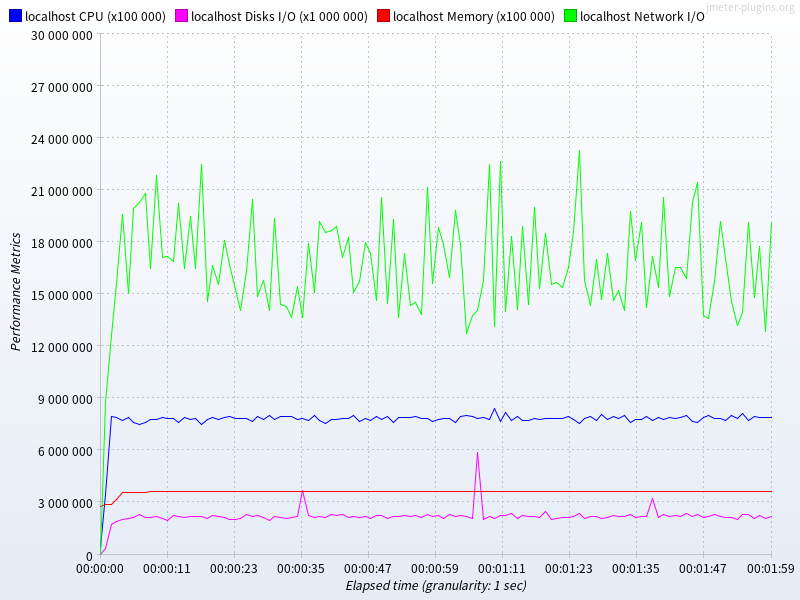 jmeter-plugins.org
localhost CPU (x100 000) localhost Disks I/O (x1 000 000) localhost Memory (x100 000) localhost Network I/O
30 000 000
27 000 000
24 000 000
21 000 000
18 000 000
15 000 000
12 000 000
9 000 000
6 000 000
3 000 000
0
Performance Metrics
00:00:00 00:00:11 00:00:23 00:00:35 00:00:47 00:00:59 00:01:11 00:01:23 00:01:35 00:01:47 00:01:59
Elapsed time (granularity: 1 sec)